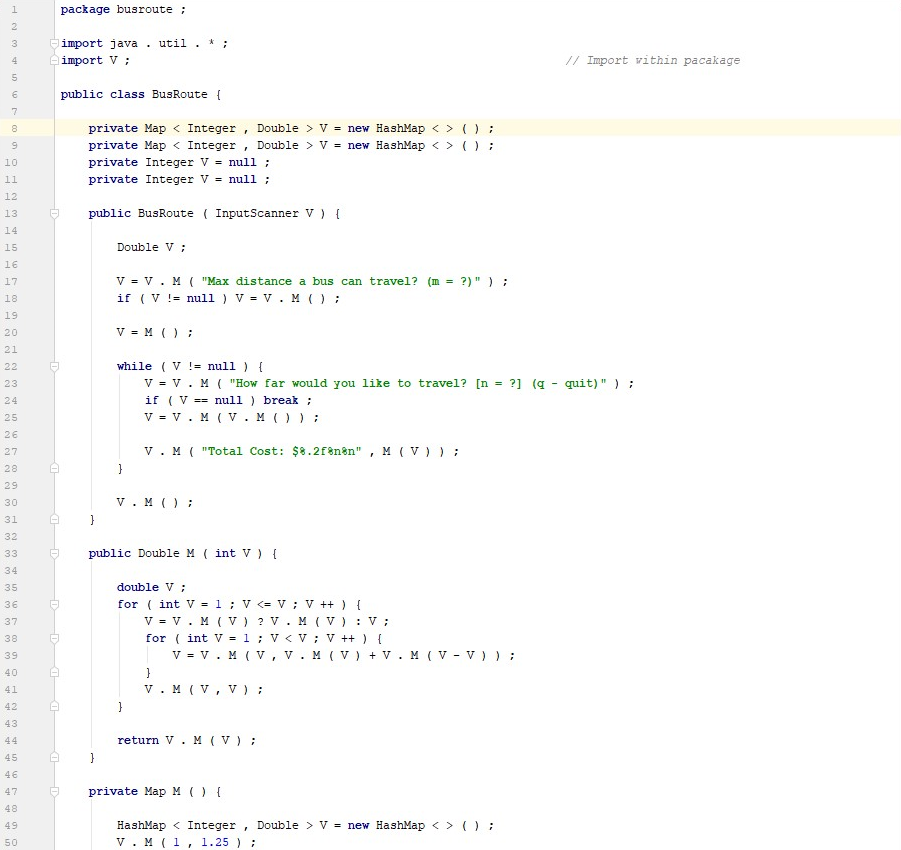 1 package busroute ;
2
3 import java . util . * ;
4 import V ; // Import within pacakage
5
6 public class BusRoute {
7
8 private Map < Integer , Double > V = new HashMap < > ( ) ;
9 private Map < Integer , Double > V = new HashMap < > ( ) ;
10 private Integer V = null ;
11 private Integer V = null ;
12
13 public BusRoute ( InputScanner V ) {
14
15 Double V ;
16
17 V = V . M ( "Max distance a bus can travel? (m = ?)" ) ;
18 if ( V != null ) V = V . M ( ) ;
19
20 V = M ( ) ;
21
22 while ( V != null ) {
23 V = V . M ( "How far would you like to travel? [n = ?] (q - quit)" ) ;
24 if ( V == null ) break ;
25 V = V . M ( V . M ( ) ) ;
26
27 V . M ( "Total Cost: $%.2f%n%n" , M ( V ) ) ;
28 }
29
30 V . M ( ) ;
31 }
32
33 public Double M ( int V ) {
34
35 double V ;
36 for ( int V = 1 ; V <= V ; V ++ ) {
37 V = V . M ( V ) ? V . M ( V ) : V ;
38 for ( int V = 1 ; V < V ; V ++ ) {
39 V = V . M ( V , V . M ( V ) + V . M ( V - V ) ) ;
40 }
41 V . M ( V , V ) ;
42 }
43
44 return V . M ( V ) ;
45 }
46
47 private Map M ( ) {
48
49 HashMap < Integer , Double > V = new HashMap < > ( ) ;
50 V . M ( 1 , 1.25 ) ;